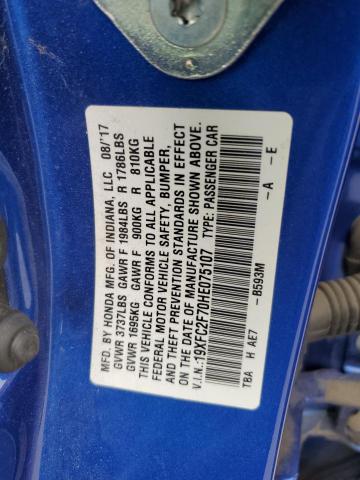 MFD. BY HONDA MFG. OF INDIANA, LLC 08/'17
GVWR 3737LBS GAWR F 1984LBS R 1786LBS
GVWR 1695KG GAWR F 900KG R 810KG
THIS VEHICLE CONFORMS TO ALL APPLICABLE
FEDERAL MOTOR VEHICLE SAFETY, BUMPER,
AND THEFT PREVENTION STANDARDS IN EFFECT
ON THE DATE OF MANUFACTURE SHOWN ABOVE.
V.I.N.:19XFC2F70HE075107 TYPE: PASSENGER CAR
-A -E
TBA H AE7 -B593M